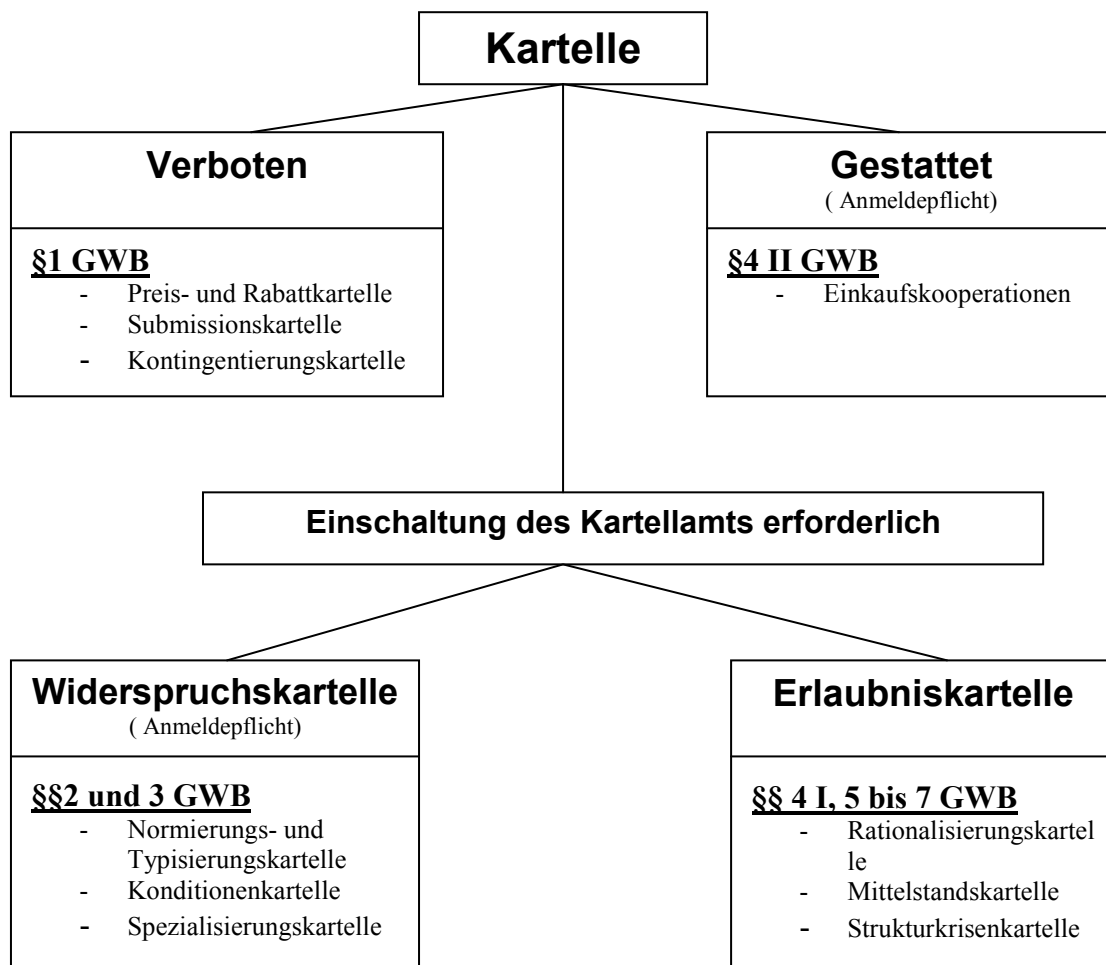 Kartelle
Verboten
§1 GWB
- Preis- und Rabattkartelle
- Submissionskartelle
- Kontingentierungskartelle
Gestattet
( Anmeldepflicht)
§4 II GWB
- Einkaufskooperationen
Einschaltung des Kartellamts erforderlich
Widerspruchskartelle
( Anmeldepflicht)
§§2 und 3 GWB
- Normierungs- und
Typisierungskartelle
- Konditionenkartelle
- Spezialisierungskartelle
Erlaubniskartelle
§§ 4 I, 5 bis 7 GWB
- Rationalisierungskartel
le
- Mittelstandskartelle
- Strukturkrisenkartelle